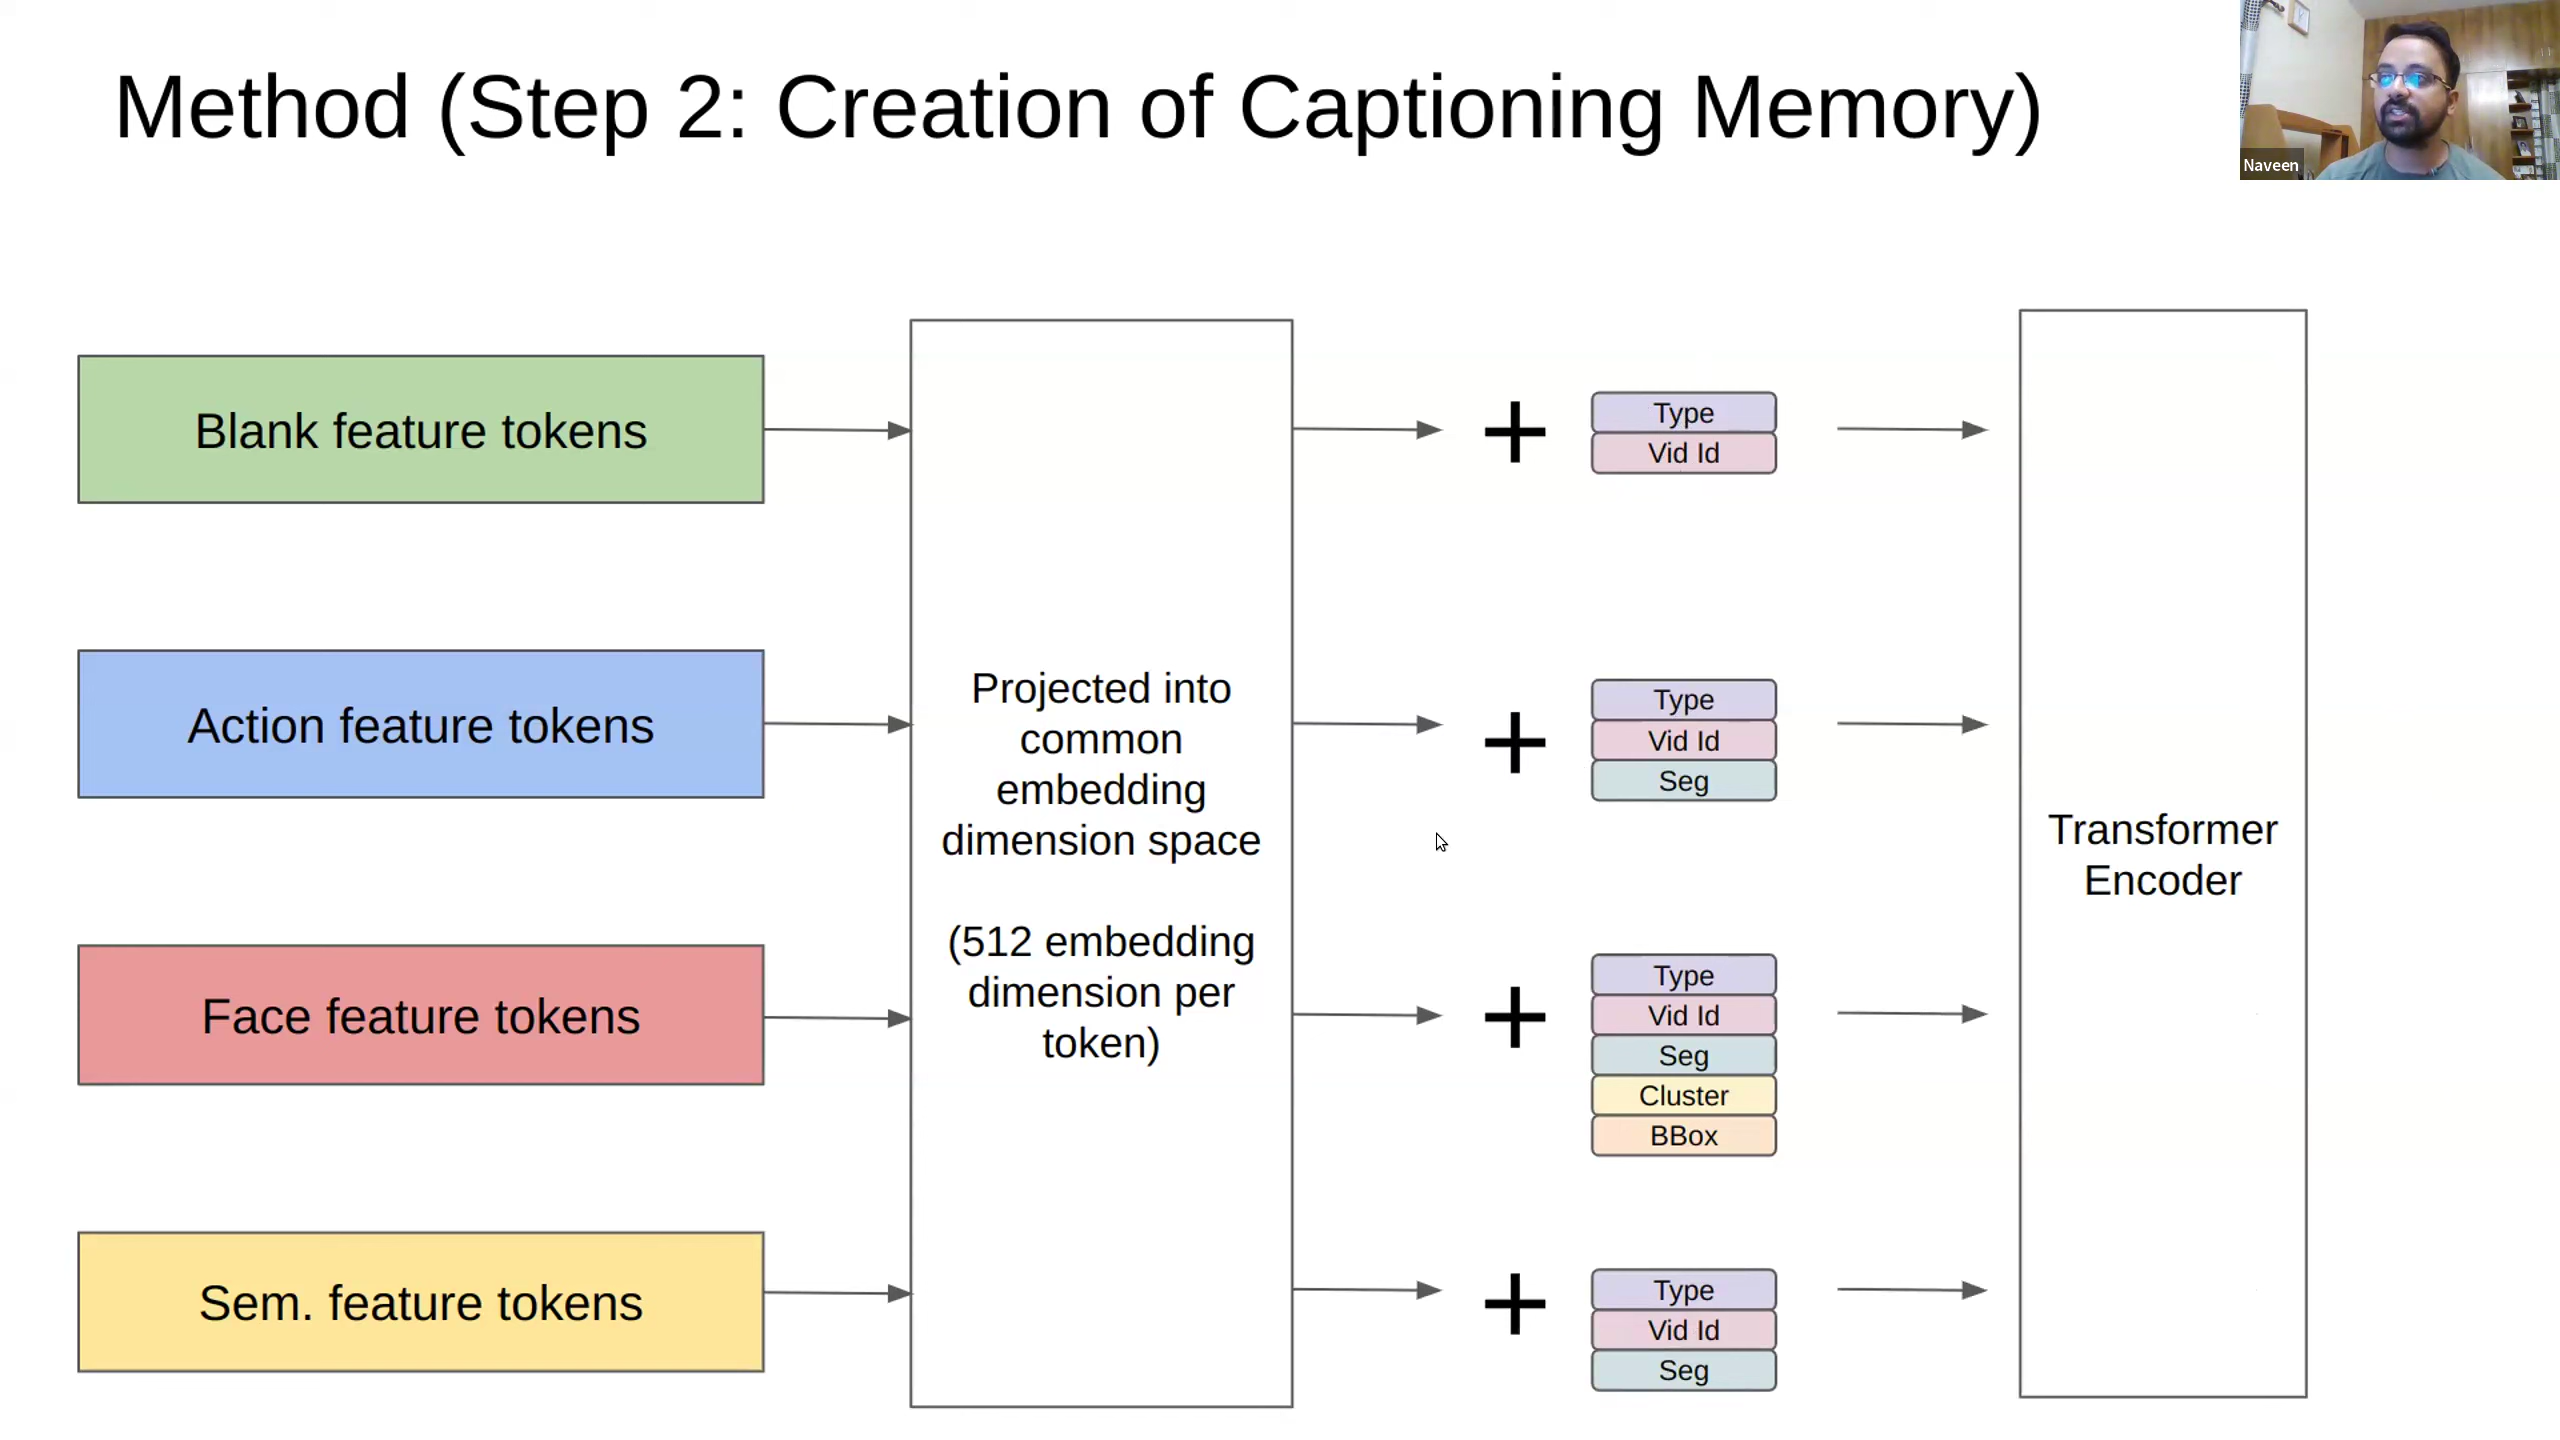 Method (Step 2: Creation of Captioning Memory)
Naveen
Blank feature tokens
Action feature tokens
Face feature tokens
Sem. feature tokens
Projected into
common
embedding
dimension space
(512 embedding
dimension per
token)
Type
Vid Id
Type
Vid Id
Seg
Type
Vid Id
Seg
Cluster
BBox
Type
Vid Id
Seg
Transformer
Encoder